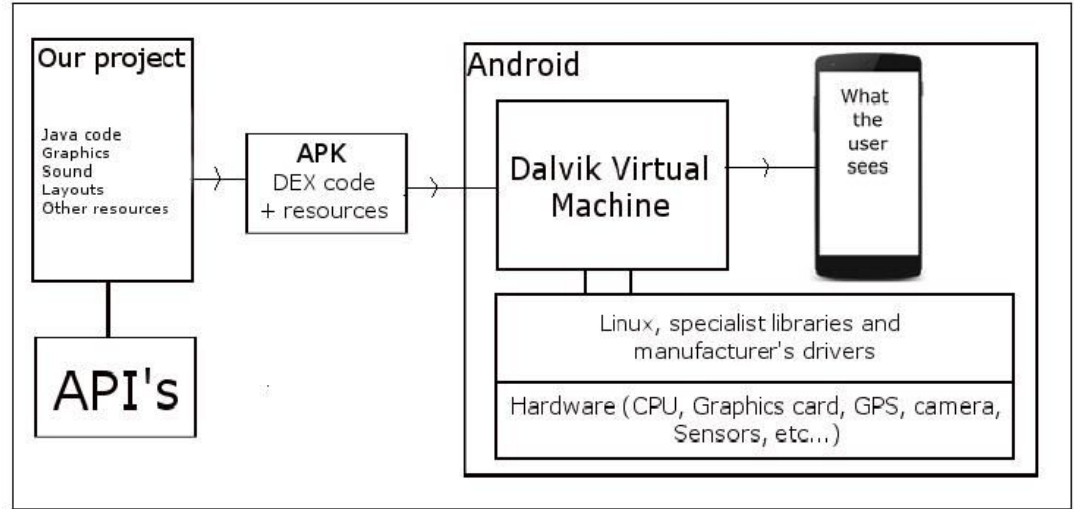 Our project
Java code
Graphics
Sound
Layouts
Other resources
API's
APK
DEX code
+ resources
Android
Dalvik Virtual
Machine
What
the
user
sees
Linux, specialist libraries and
manufacturer's drivers
Hardware (CPU, Graphics card, GPS, camera,
Sensors, etc...)